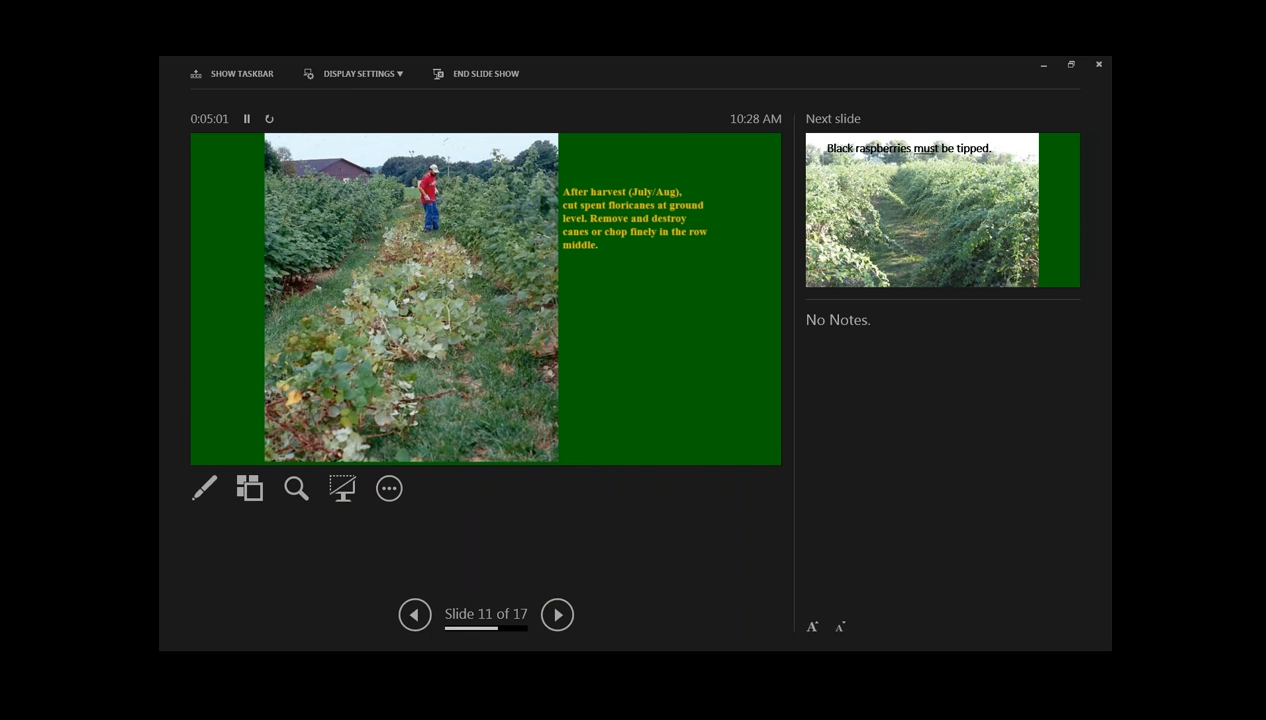 SHOW TASKBAR
DISPLAY SETTINGS ▾
END SLIDE SHOW
0:05:01
10:28 AM
After harvest (July/Aug),
cut spent floricanes at ground
level. Remove and destroy
canes or chop finely in the row
middle.
Next slide
Black raspberries must be tipped.
No Notes.
Slide 11 of 17
A A